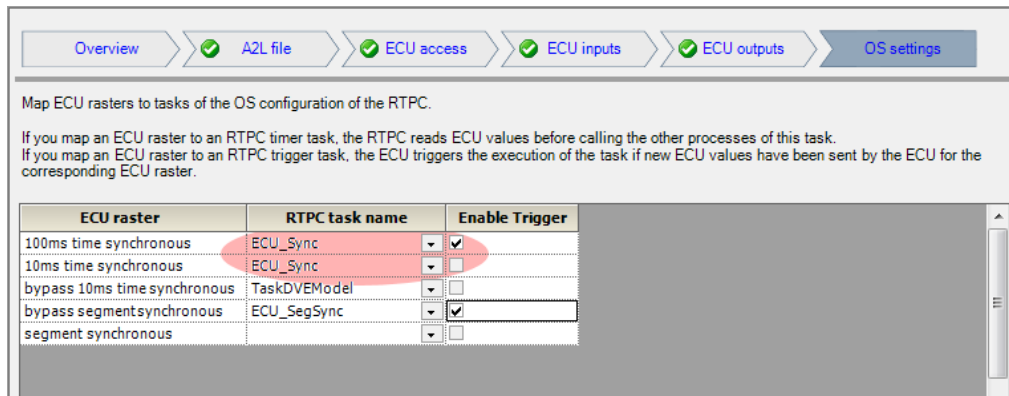 Overview A2L file ECU access ECU inputs ECU outputs OS settings
Map ECU rasters to tasks of the OS configuration of the RTPC.
If you map an ECU raster to an RTPC timer task, the RTPC reads ECU values before calling the other processes of this task.
If you map an ECU raster to an RTPC trigger task, the ECU triggers the execution of the task if new ECU values have been sent by the ECU for the
corresponding ECU raster.
ECU raster RTPC task name Enable Trigger
100ms time synchronous ECU_Sync
10ms time synchronous ECU_Sync
bypass 10ms time synchronous TaskDVEModel
bypass segmentsynchronous ECU_SegSync
segment synchronous